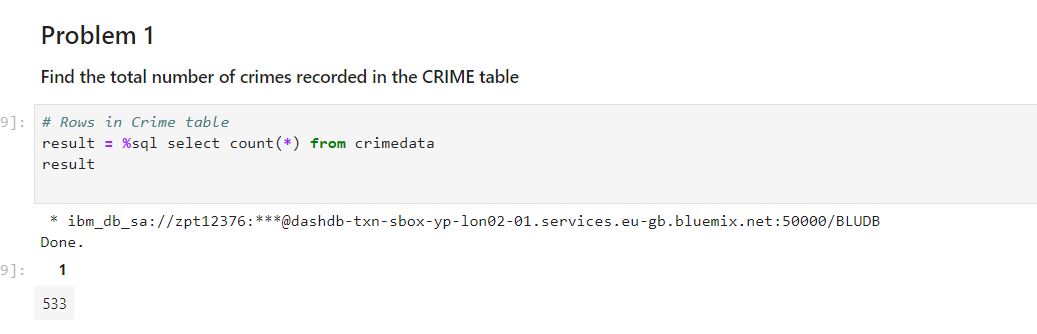 Problem 1
Find the total number of crimes recorded in the CRIME table
9]: # Rows in Crime table
result = %sql select count(*) from crimedata
result
* ibm_db_sa://zpt12376:***@dashdb-txn-sbox-yp-lon02-01.services.eu-gb.bluemix.net:50000/BLUDB
Done.
9]: 1
533